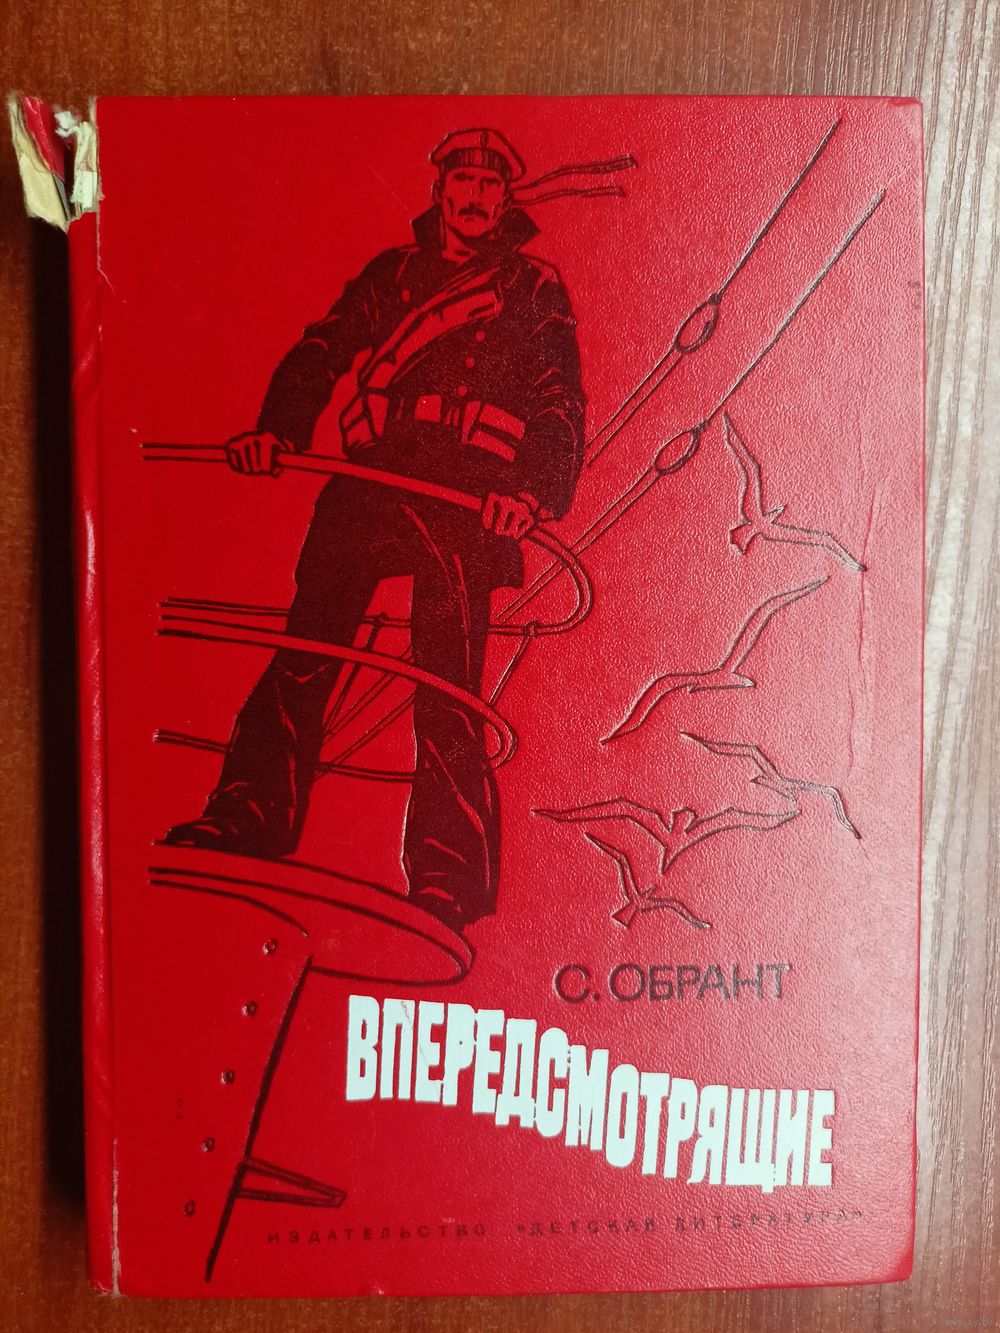 С. ОБРАНТ
ВПЕРЕДСМОТРЯЩИЕ
ИЗДАТЕЛЬСТВО «ДЕТСКАЯ ЛИТЕРАТУРА»